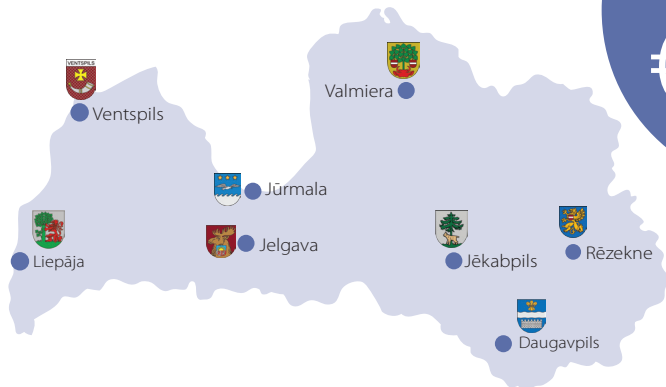 VENTSPILS
Ventspils
Valmiera
Jūrmala
Jelgava
Liepāja
Jēkabpils
Rēzekne
Daugavpils